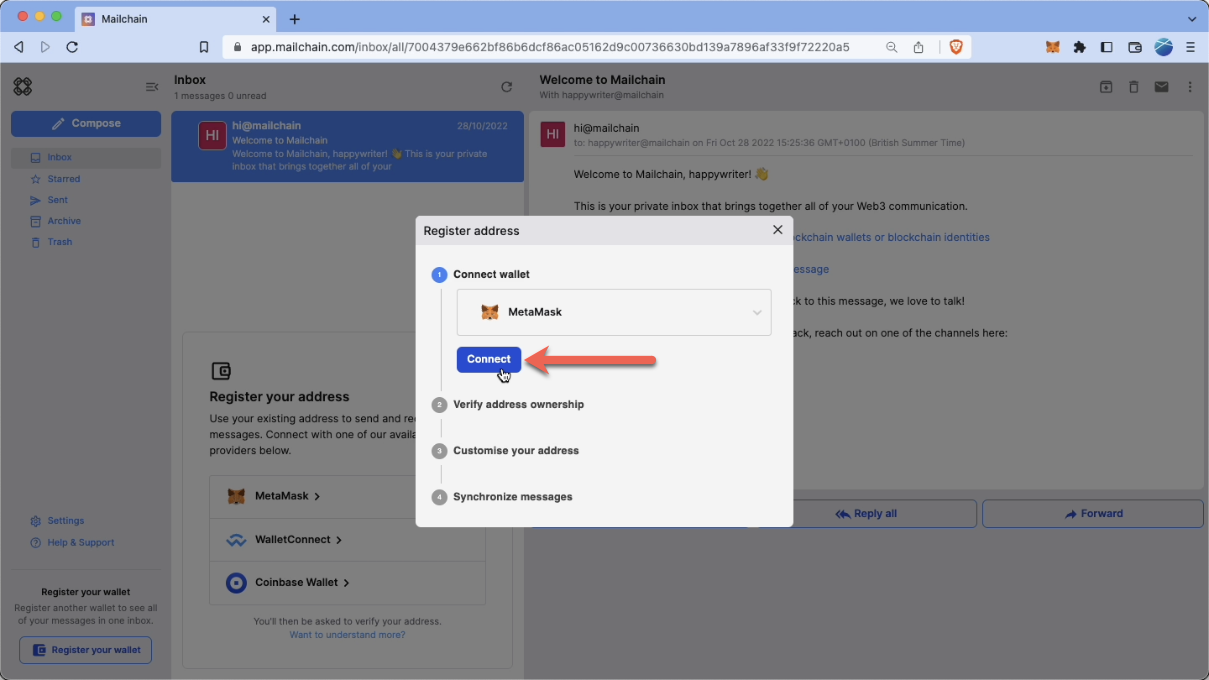 Mailchain
app.mailchain.com/inbox/all/7004379e662bf86b6dcf86ac05162d9c00736630bd139a7896af33f9f72220a5
Compose
Inbox
Starred
Sent
Archive
Trash
Settings
Help & Support
Register your wallet
Register another wallet to see all
of your messages in one inbox.
Register your wallet
Inbox
1 messages 0 unread
HI
hi@mailchain
28/10/2022
Welcome to Mailchain
Welcome to Mailchain, happywriter! 👋 This is your private
inbox that brings together all of your
Register your address
Use your existing address to send and re
messages. Connect with one of our availa
providers below.
MetaMask
WalletConnect
Coinbase Wallet
You'll then be asked to verify your address.
Want to understand more?
Welcome to Mailchain
With happywriter@mailchain
HI
hi@mailchain
to: happywriter@mailchain on Fri Oct 28 2022 15:25:36 GMT+0100 (British Summer Time)
Welcome to Mailchain, happywriter! 👋
This is your private inbox that brings together all of your Web3 communication.
ockchain wallets or blockchain identities
essage
ck to this message, we love to talk!
ack, reach out on one of the channels here:
Reply all
Forward
Register address
1 Connect wallet
MetaMask
Connect
2 Verify address ownership
3 Customise your address
4 Synchronize messages